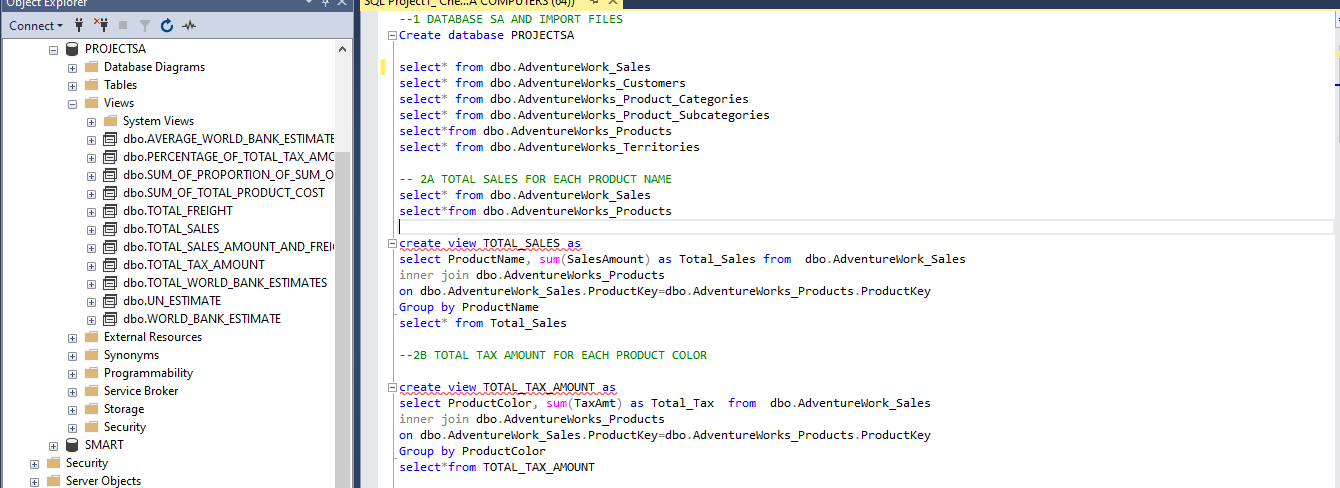 Object Explorer
Connect
PROJECTSA
Database Diagrams
Tables
Views
System Views
dbo.AVERAGE_WORLD_BANK_ESTIMATE
dbo.PERCENTAGE_OF_TOTAL_TAX_AMC
dbo.SUM_OF_PROPORTION_OF_SUM_O
dbo.SUM_OF_TOTAL_PRODUCT_COST
dbo.TOTAL_FREIGHT
dbo.TOTAL_SALES
dbo.TOTAL_SALES_AMOUNT_AND_FREI
dbo.TOTAL_TAX_AMOUNT
dbo.TOTAL_WORLD_BANK_ESTIMATES
dbo.UN_ESTIMATE
dbo.WORLD_BANK_ESTIMATE
External Resources
Synonyms
Programmability
Service Broker
Storage
Security
SMART
Security
Server Objects
SQL Project1_ Che...A COMPUTERS (64))
--1 DATABASE SA AND IMPORT FILES
Create database PROJECTSA
select* from dbo.AdventureWork_Sales
select* from dbo.AdventureWorks_Customers
select* from dbo.AdventureWorks_Product_Categories
select* from dbo.AdventureWorks_Product_Subcategories
select*from dbo.AdventureWorks_Products
select* from dbo.AdventureWorks_Territories
-- 2A TOTAL SALES FOR EACH PRODUCT NAME
select* from dbo.AdventureWork_Sales
select*from dbo.AdventureWorks_Products
create view TOTAL_SALES as
select ProductName, sum(SalesAmount) as Total_Sales from  dbo.AdventureWork_Sales
inner join dbo.AdventureWorks_Products
on dbo.AdventureWork_Sales.ProductKey=dbo.AdventureWorks_Products.ProductKey
Group by ProductName
select* from Total_Sales
--2B TOTAL TAX AMOUNT FOR EACH PRODUCT COLOR
create view TOTAL_TAX_AMOUNT as
select ProductColor, sum(TaxAmt) as Total_Tax  from  dbo.AdventureWork_Sales
inner join dbo.AdventureWorks_Products
on dbo.AdventureWork_Sales.ProductKey=dbo.AdventureWorks_Products.ProductKey
Group by ProductColor
select*from TOTAL_TAX_AMOUNT